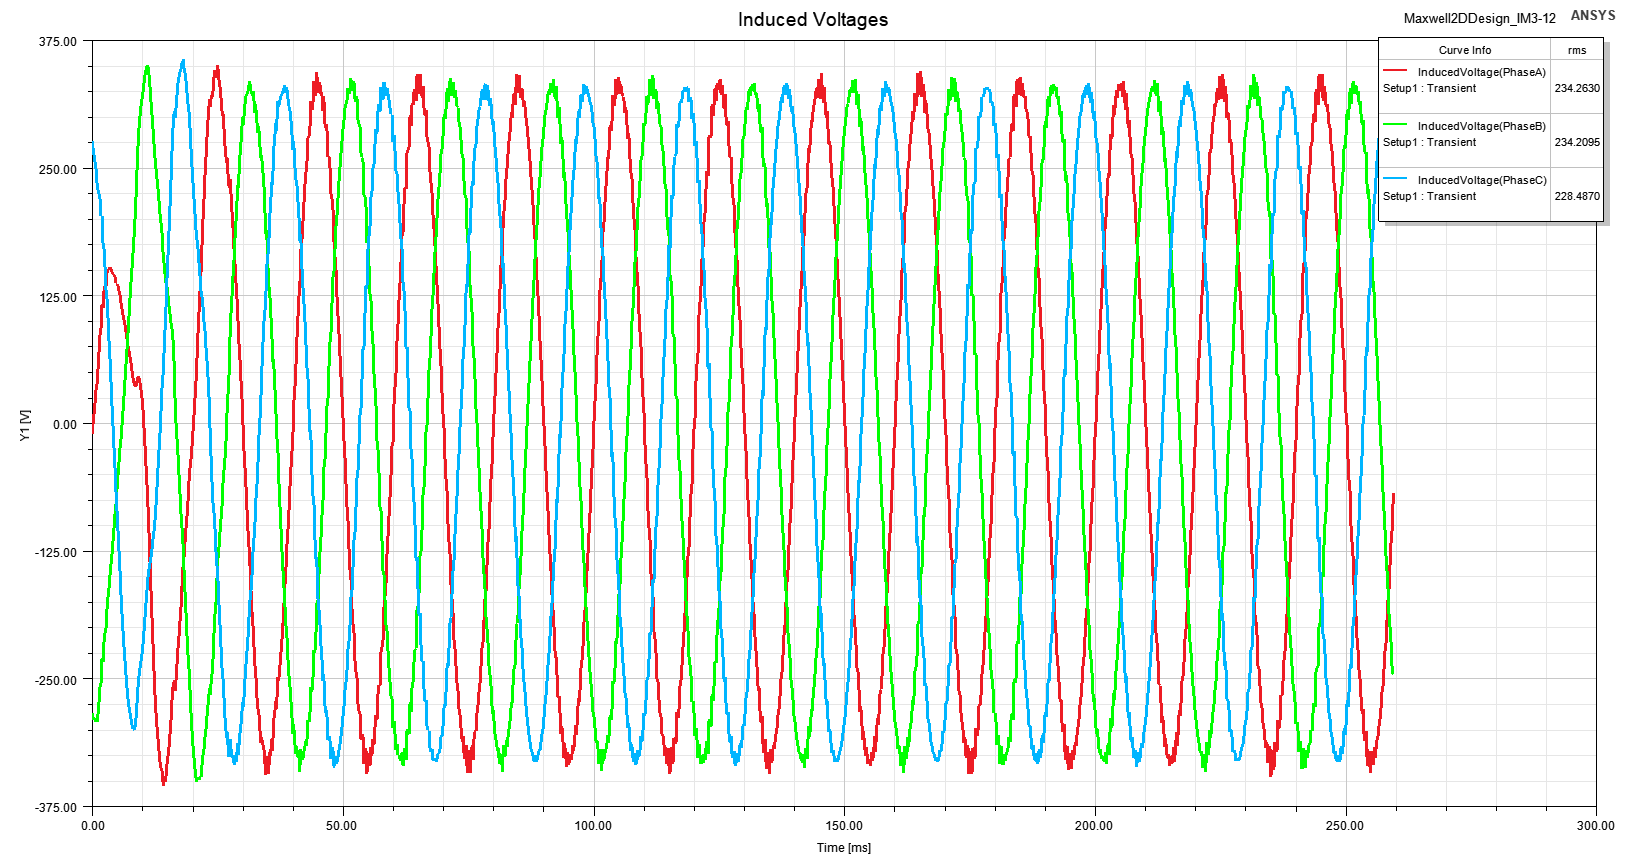 Induced Voltages
Maxwell2DDesign_IM3-12
ANSYS
Curve Info rms
InducedVoltage(PhaseA)
Setup1 : Transient 234.2630
InducedVoltage(PhaseB)
Setup1 : Transient 234.2095
InducedVoltage(PhaseC)
Setup1 : Transient 228.4870
375.00
250.00
125.00
0.00
-125.00
-250.00
-375.00
Y1 [V]
0.00 50.00 100.00 150.00 200.00 250.00 300.00
Time [ms]